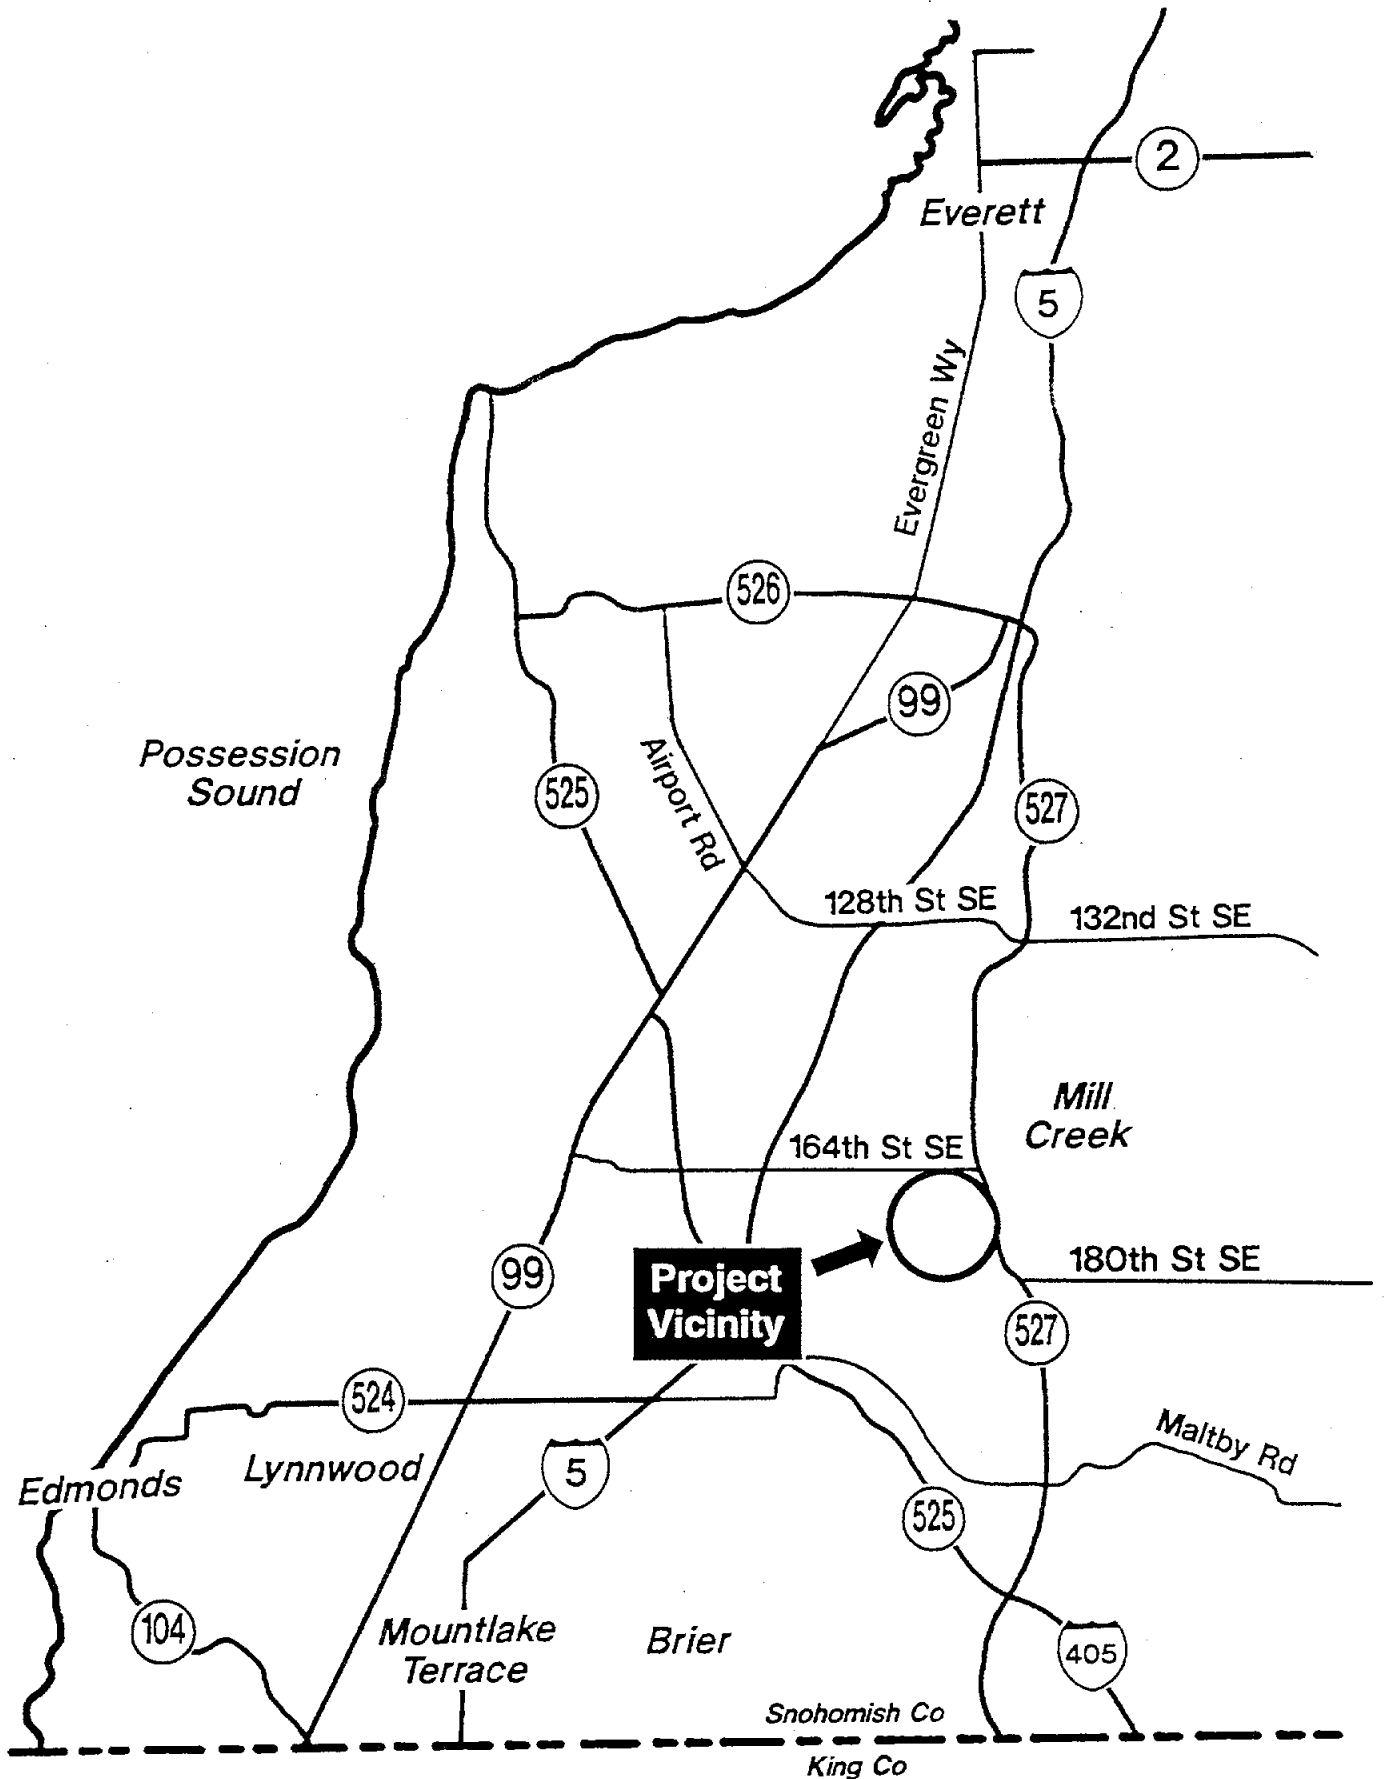 2
Everett
5
Evergreen Wy
526
99
Possession
Sound
525
Airport Rd
527
128th St SE
132nd St SE
Mill
Creek
164th St SE
99
Project
Vicinity
180th St SE
527
524
Lynnwood
Edmonds
5
Maltby Rd
525
104
Mountlake
Terrace
Brier
405
Snohomish Co
King Co